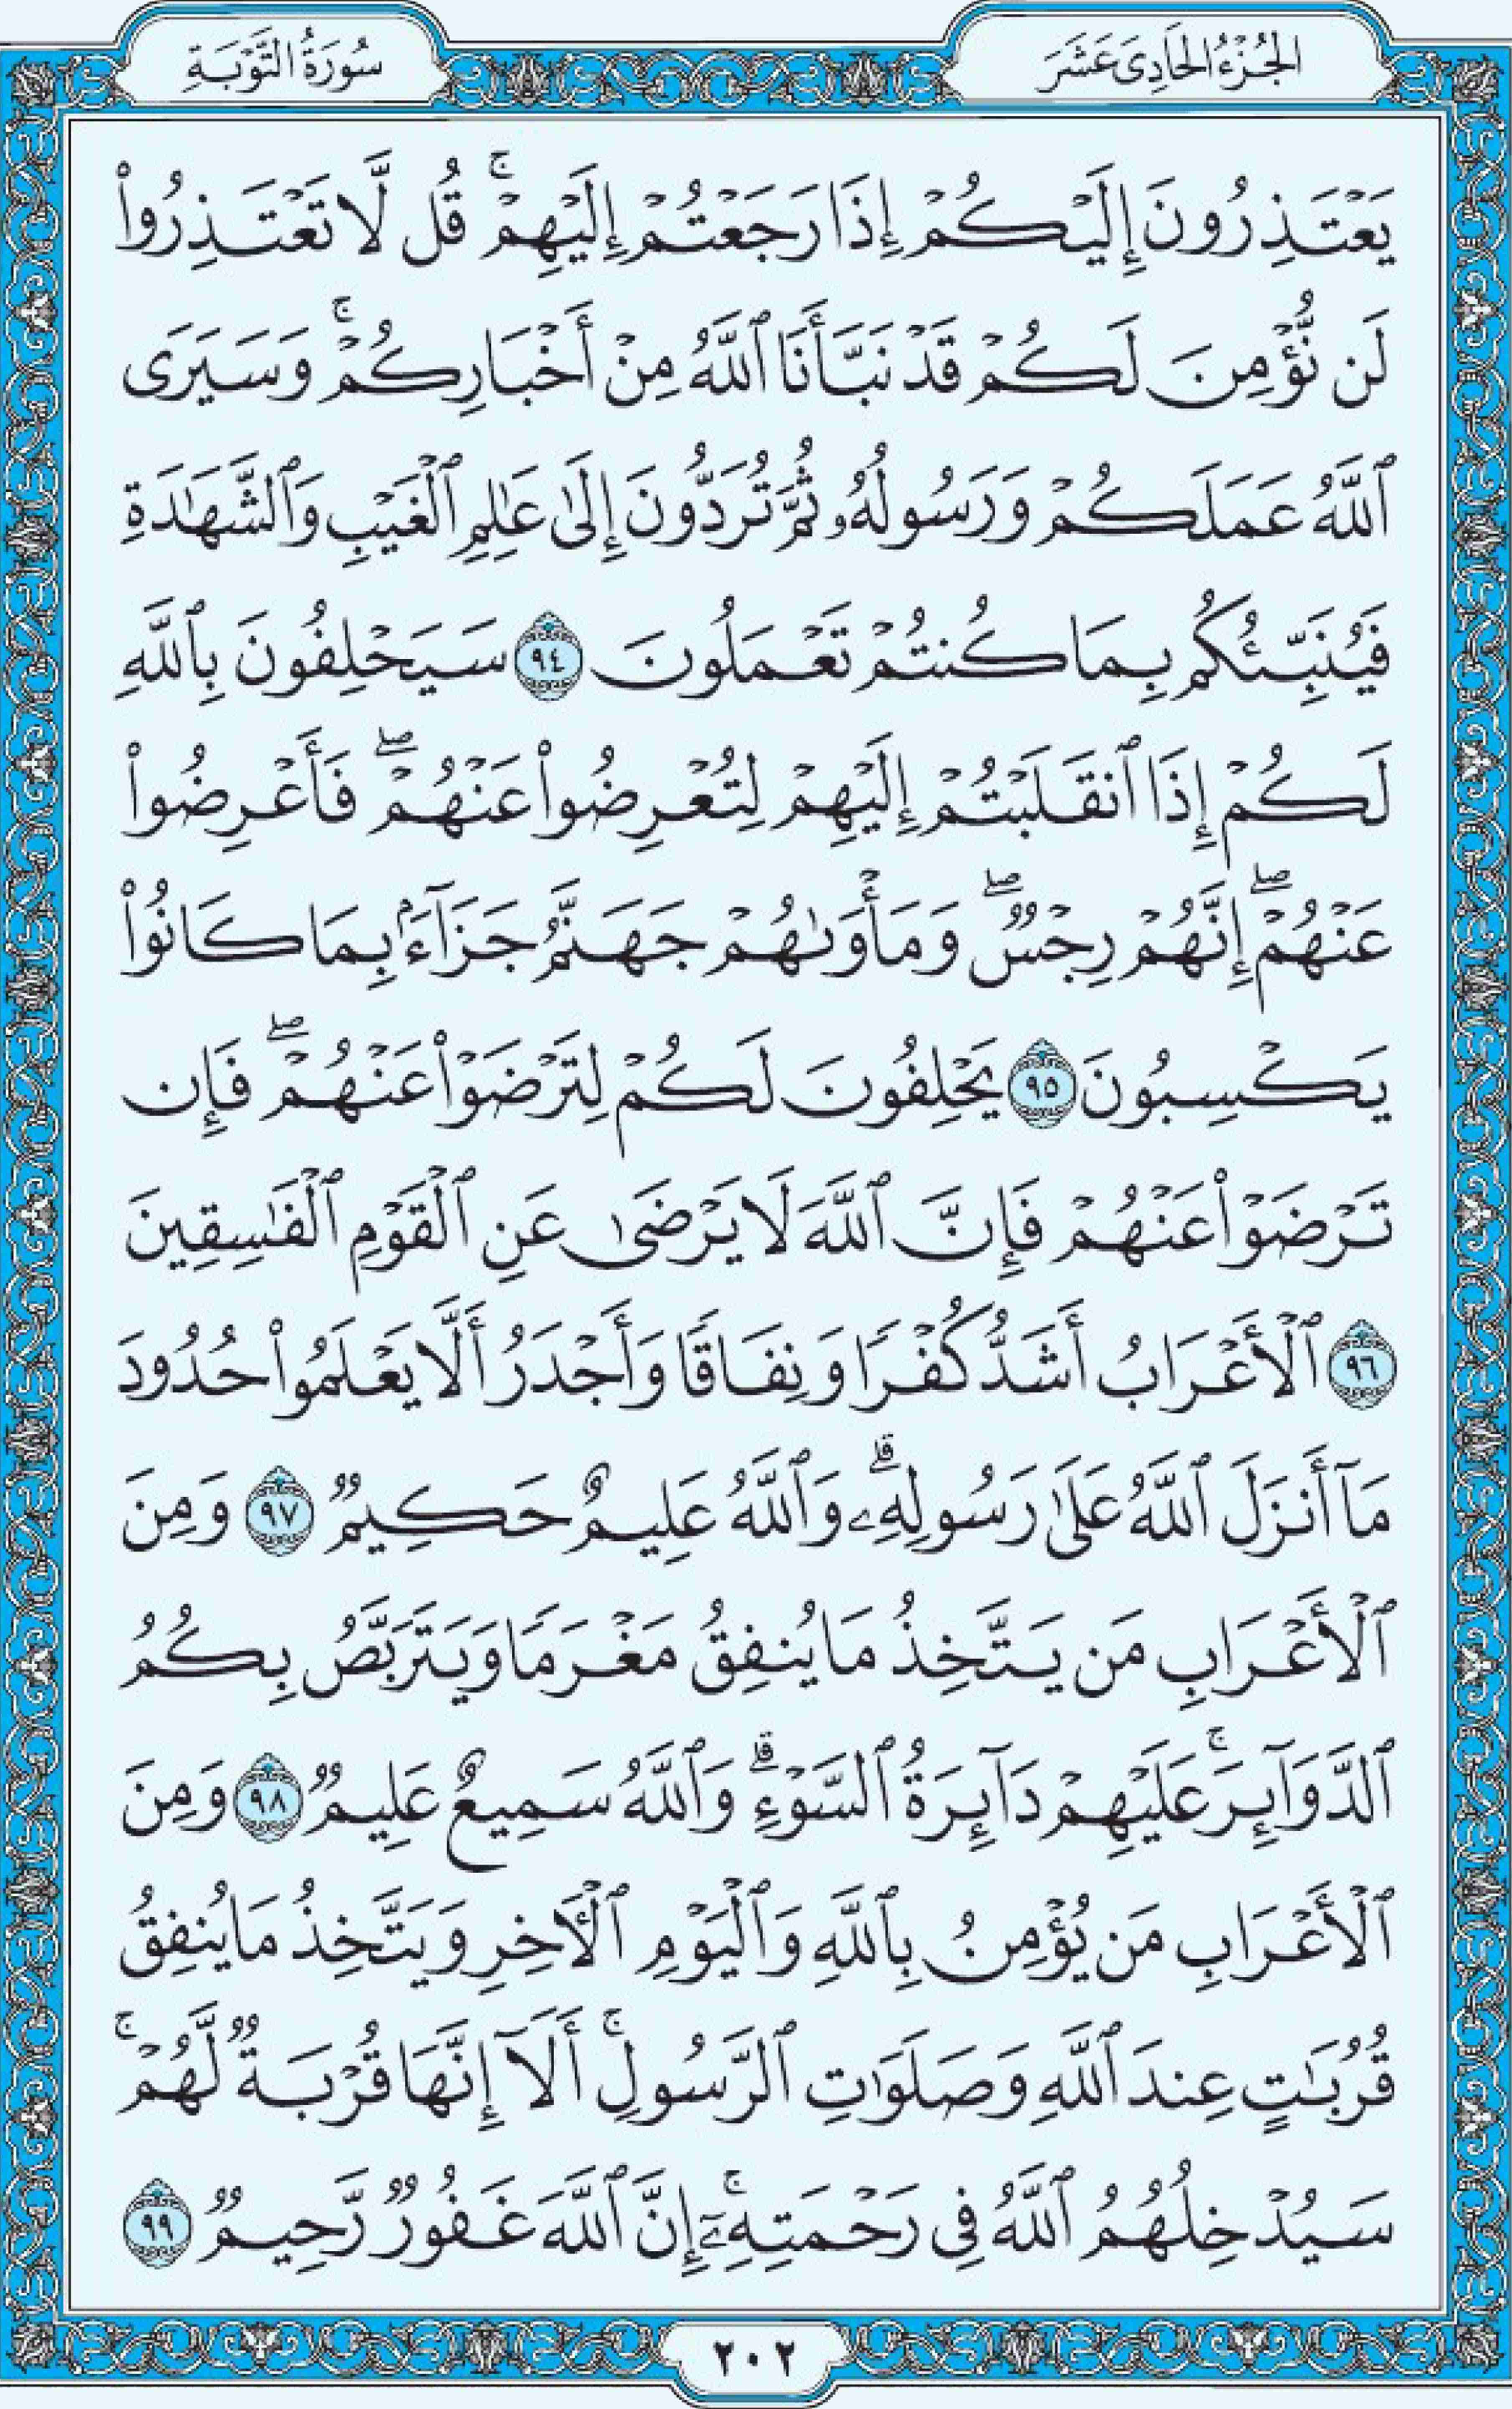 الجُزْءُ الحَادِي عَشَرَ
سُورَةُ التَّوْبَةِ
يَعْتَذِرُونَ إِلَيْكُمْ إِذَا رَجَعْتُمْ إِلَيْهِمْ ۚ قُل لَّا تَعْتَذِرُوا۟
لَن نُّؤْمِنَ لَكُمْ قَدْ نَبَّأَنَا ٱللَّهُ مِنْ أَخْبَارِكُمْ ۚ وَسَيَرَى
ٱللَّهُ عَمَلَكُمْ وَرَسُولُهُۥ ثُمَّ تُرَدُّونَ إِلَىٰ عَٰلِمِ ٱلْغَيْبِ وَٱلشَّهَٰدَةِ
فَيُنَبِّئُكُم بِمَا كُنتُمْ تَعْمَلُونَ ٩٤ سَيَحْلِفُونَ بِٱللَّهِ
لَكُمْ إِذَا ٱنقَلَبْتُمْ إِلَيْهِمْ لِتُعْرِضُوا۟ عَنْهُمْ ۖ فَأَعْرِضُوا۟
عَنْهُمْ ۖ إِنَّهُمْ رِجْسٌ ۖ وَمَأْوَىٰهُمْ جَهَنَّمُ جَزَآءًۢ بِمَا كَانُوا۟
يَكْسِبُونَ ٩٥ يَحْلِفُونَ لَكُمْ لِتَرْضَوْا۟ عَنْهُمْ ۖ فَإِن
تَرْضَوْا۟ عَنْهُمْ فَإِنَّ ٱللَّهَ لَا يَرْضَىٰ عَنِ ٱلْقَوْمِ ٱلْفَٰسِقِينَ
٩٦ ٱلْأَعْرَابُ أَشَدُّ كُفْرًا وَنِفَاقًا وَأَجْدَرُ أَلَّا يَعْلَمُوا۟ حُدُودَ
مَآ أَنزَلَ ٱللَّهُ عَلَىٰ رَسُولِهِۦ ۗ وَٱللَّهُ عَلِيمٌ حَكِيمٌ ٩٧ وَمِنَ
ٱلْأَعْرَابِ مَن يَتَّخِذُ مَا يُنفِقُ مَغْرَمًا وَيَتَرَبَّصُ بِكُمُ
ٱلدَّوَآئِرَ ۚ عَلَيْهِمْ دَآئِرَةُ ٱلسَّوْءِ ۗ وَٱللَّهُ سَمِيعٌ عَلِيمٌ ٩٨ وَمِنَ
ٱلْأَعْرَابِ مَن يُؤْمِنُ بِٱللَّهِ وَٱلْيَوْمِ ٱلْءَاخِرِ وَيَتَّخِذُ مَا يُنفِقُ
قُرُبَٰتٍ عِندَ ٱللَّهِ وَصَلَوَٰتِ ٱلرَّسُولِ ۚ أَلَآ إِنَّهَا قُرْبَةٌ لَّهُمْ ۚ
سَيُدْخِلُهُمُ ٱللَّهُ فِى رَحْمَتِهِۦٓ ۚ إِنَّ ٱللَّهَ غَفُورٌ رَّحِيمٌ ٩٩
٢٠٢